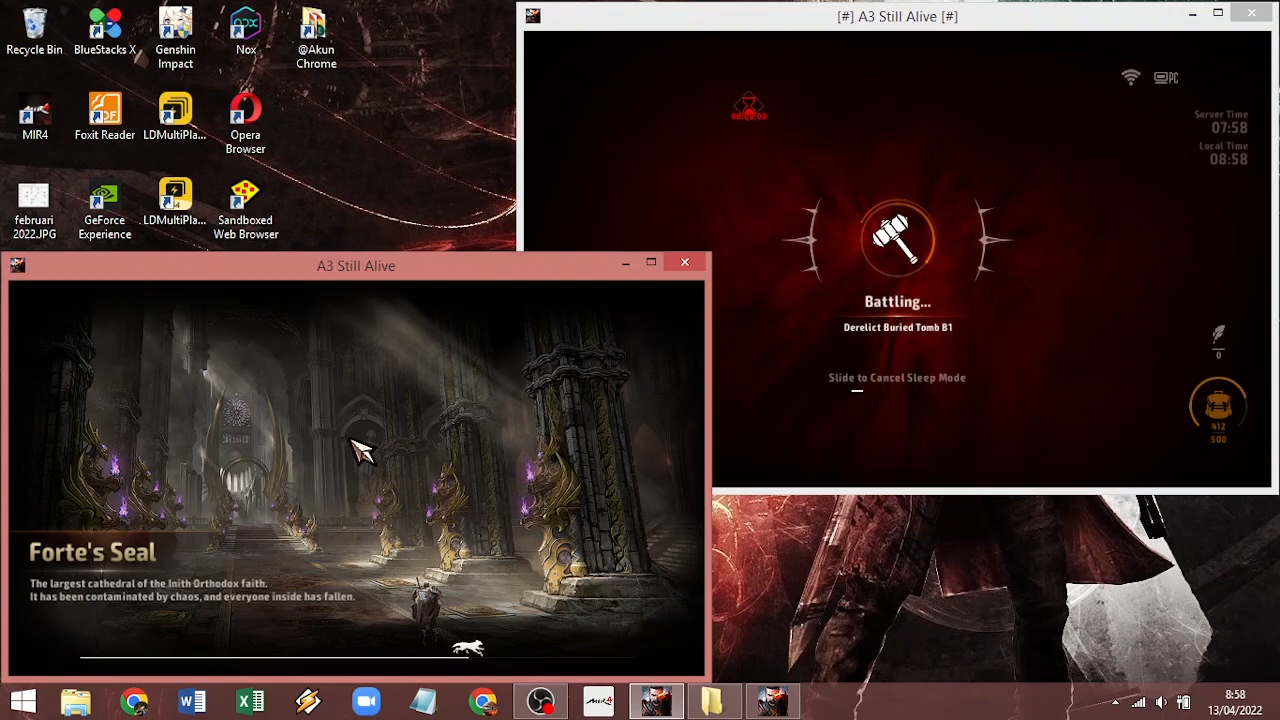 Recycle Bin
BlueStacks X
Genshin
Impact
Nox
@Akun
Chrome
MIR4
Foxit Reader
LDMultiPla...
Opera
Browser
februari
2022.JPG
GeForce
Experience
LDMultiPla...
Sandboxed
Web Browser
[#] A3 Still Alive [#]
PC
Server Time
07:58
Local Time
08:58
Battling...
Derelict Buried Tomb B1
Slide to Cancel Sleep Mode
0
412
500
A3 Still Alive
Forte's Seal
The largest cathedral of the Inith Orthodox faith.
It has been contaminated by chaos, and everyone inside has fallen.
8:58
13/04/2022